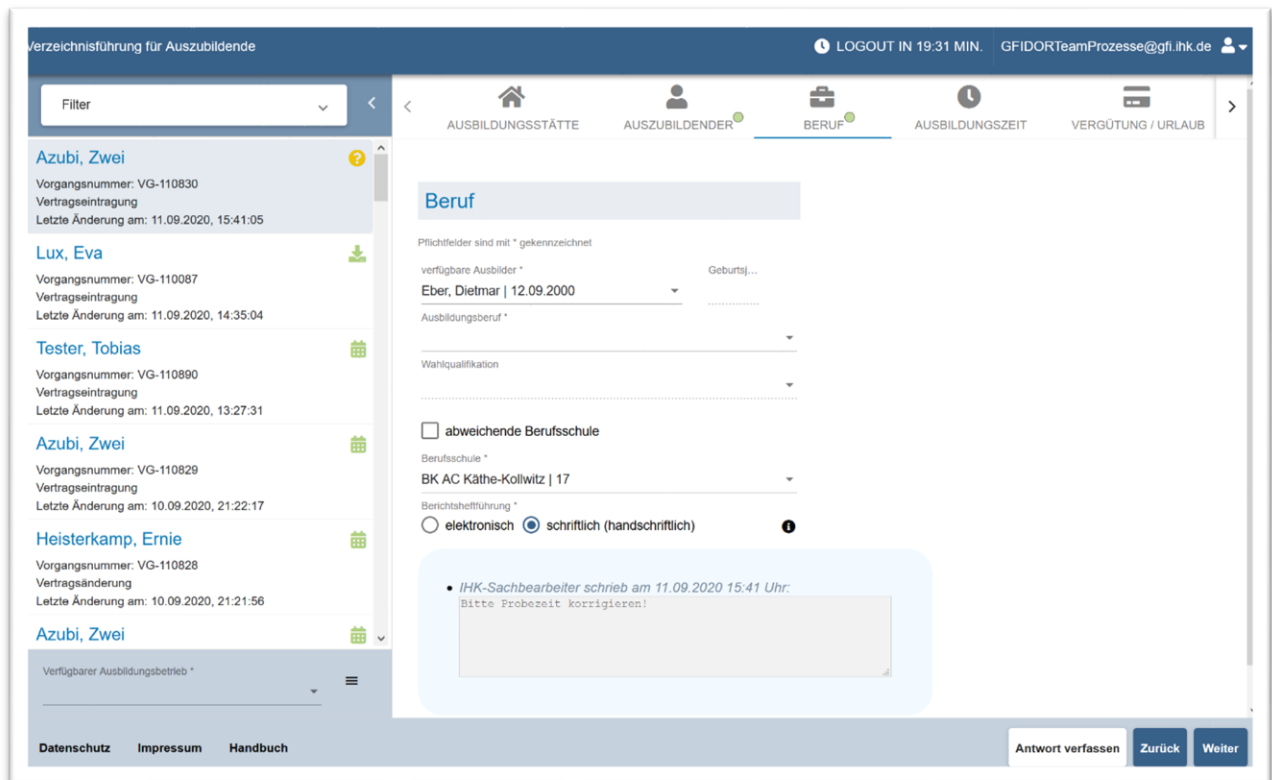 Verzeichnisführung für Auszubildende
LOGOUT IN 19:31 MIN.
GFIDORTeamProzesse@gfi.ihk.de
Filter
Azubi, Zwei
Vorgangsnummer: VG-110830
Vertragseintragung
Letzte Änderung am: 11.09.2020, 15:41:05
Lux, Eva
Vorgangsnummer: VG-110087
Vertragseintragung
Letzte Änderung am: 11.09.2020, 14:35:04
Tester, Tobias
Vorgangsnummer: VG-110890
Vertragseintragung
Letzte Änderung am: 11.09.2020, 13:27:31
Azubi, Zwei
Vorgangsnummer: VG-110829
Vertragseintragung
Letzte Änderung am: 10.09.2020, 21:22:17
Heisterkamp, Ernie
Vorgangsnummer: VG-110828
Vertragsänderung
Letzte Änderung am: 10.09.2020, 21:21:56
Azubi, Zwei
Verfügbarer Ausbildungsbetrieb *
AUSBILDUNGSSTÄTTE
AUSZUBILDENDER
BERUF
AUSBILDUNGSZEIT
VERGÜTUNG / URLAUB
Beruf
Pflichtfelder sind mit * gekennzeichnet
verfügbare Ausbilder *
Geburtsj...
Eber, Dietmar | 12.09.2000
Ausbildungsberuf *
Wahlqualifikation
abweichende Berufsschule
Berufsschule *
BK AC Käthe-Kollwitz | 17
Berichtsheftführung *
elektronisch
schriftlich (handschriftlich)
• IHK-Sachbearbeiter schrieb am 11.09.2020 15:41 Uhr:
Bitte Probezeit korrigieren!
Datenschutz
Impressum
Handbuch
Antwort verfassen
Zurück
Weiter